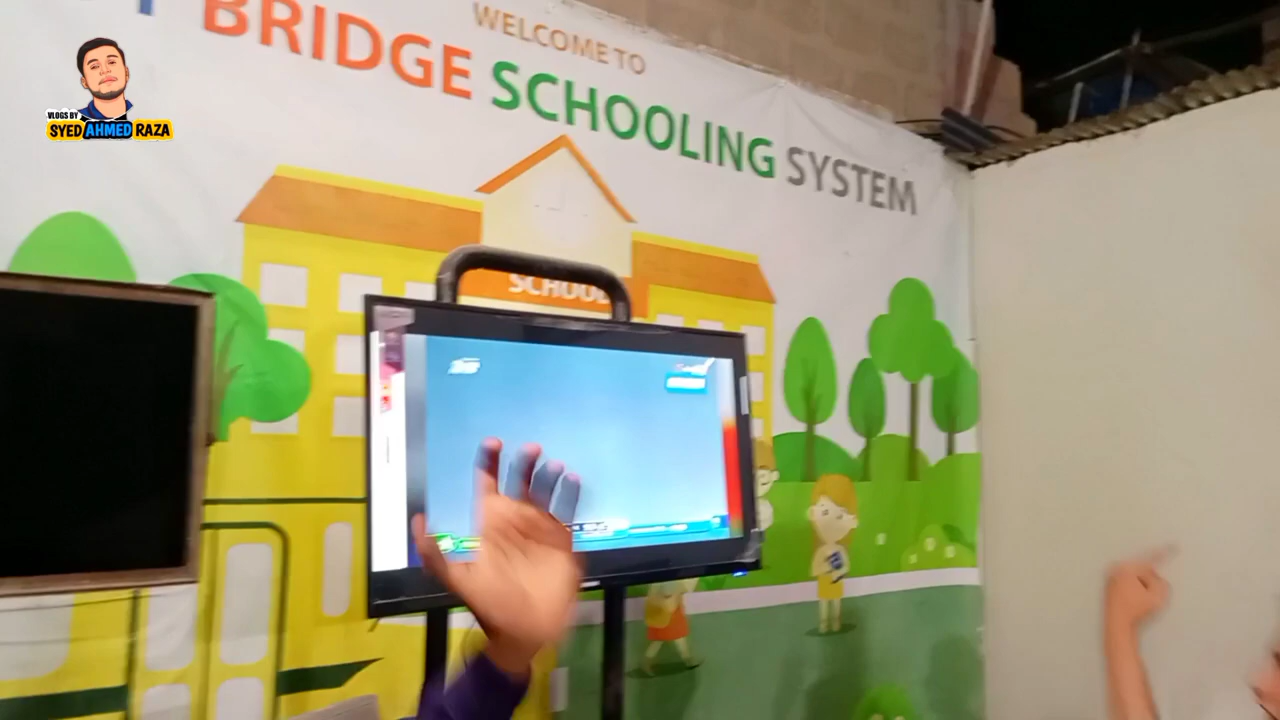 WELCOME TO
BRIDGE SCHOOLING SYSTEM
VLOGS BY
SYED AHMED RAZA
SCHOOL